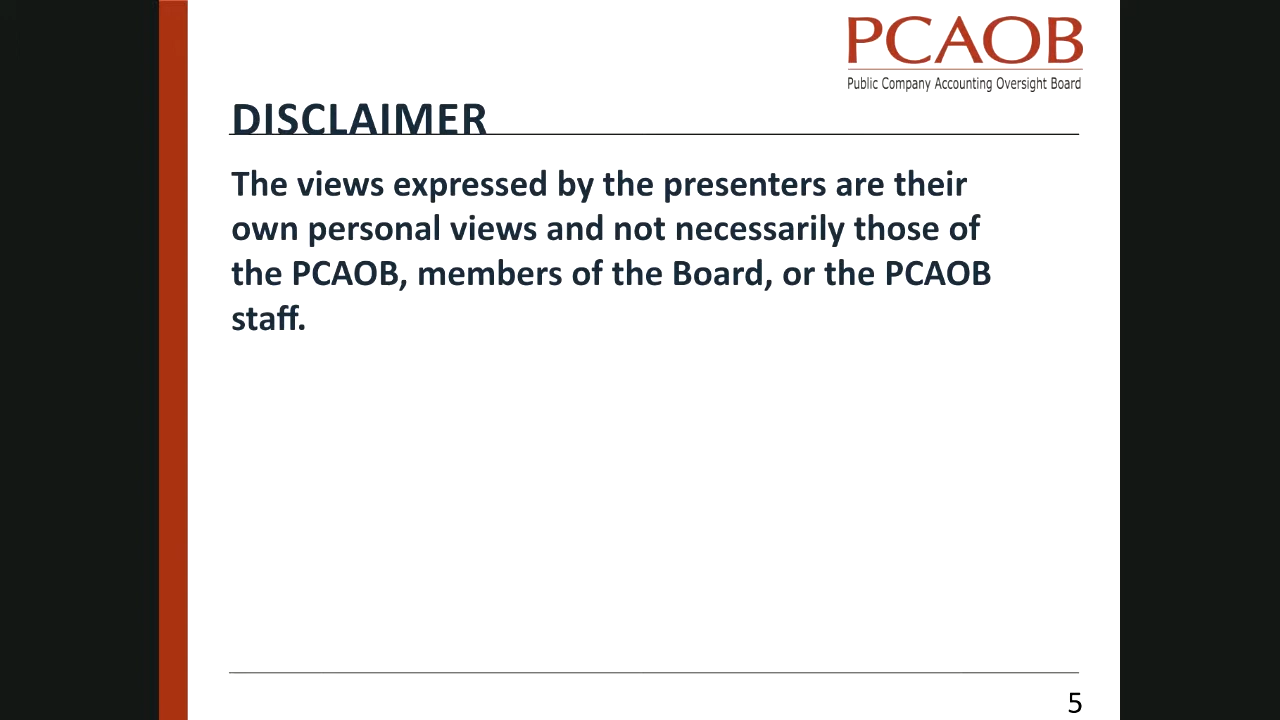 PCAOB
Public Company Accounting Oversight Board
DISCLAIMER
The views expressed by the presenters are their
own personal views and not necessarily those of
the PCAOB, members of the Board, or the PCAOB
staff.
5